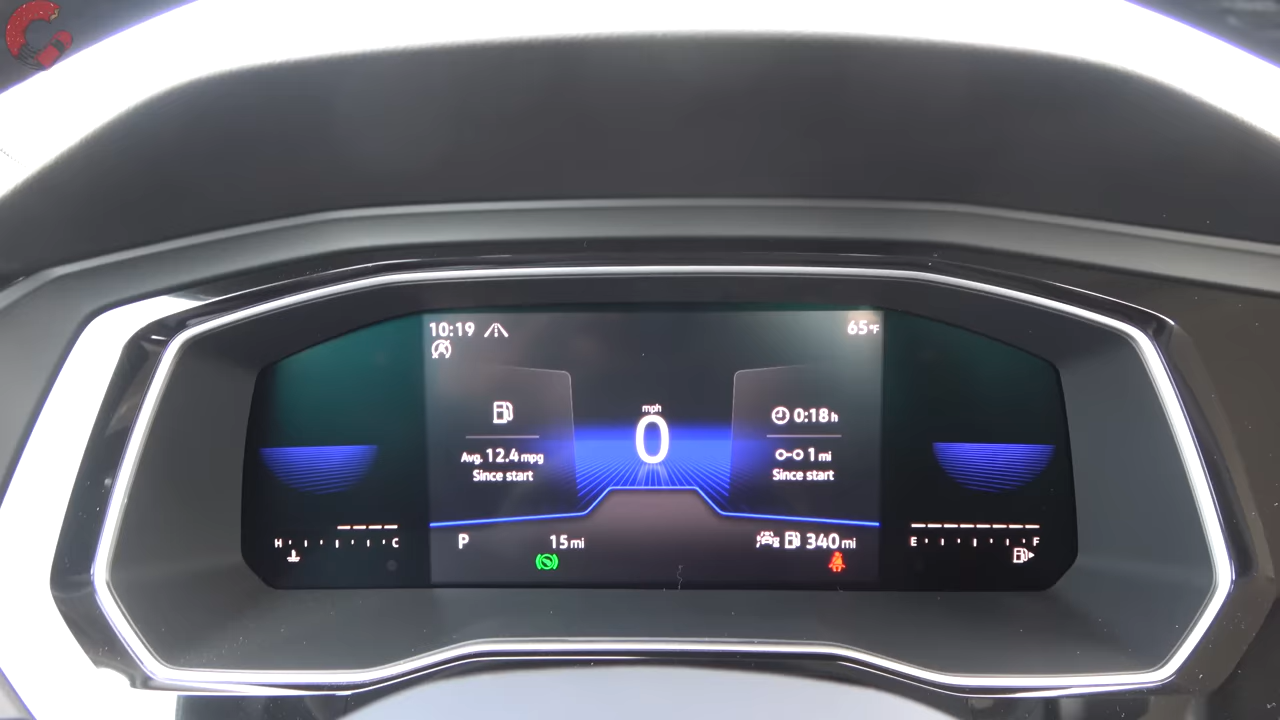 10:19
65°F
mph
0
Avg. 12.4 mpg
Since start
0:18 h
1 mi
Since start
H C
E F
P 15 mi 340 mi